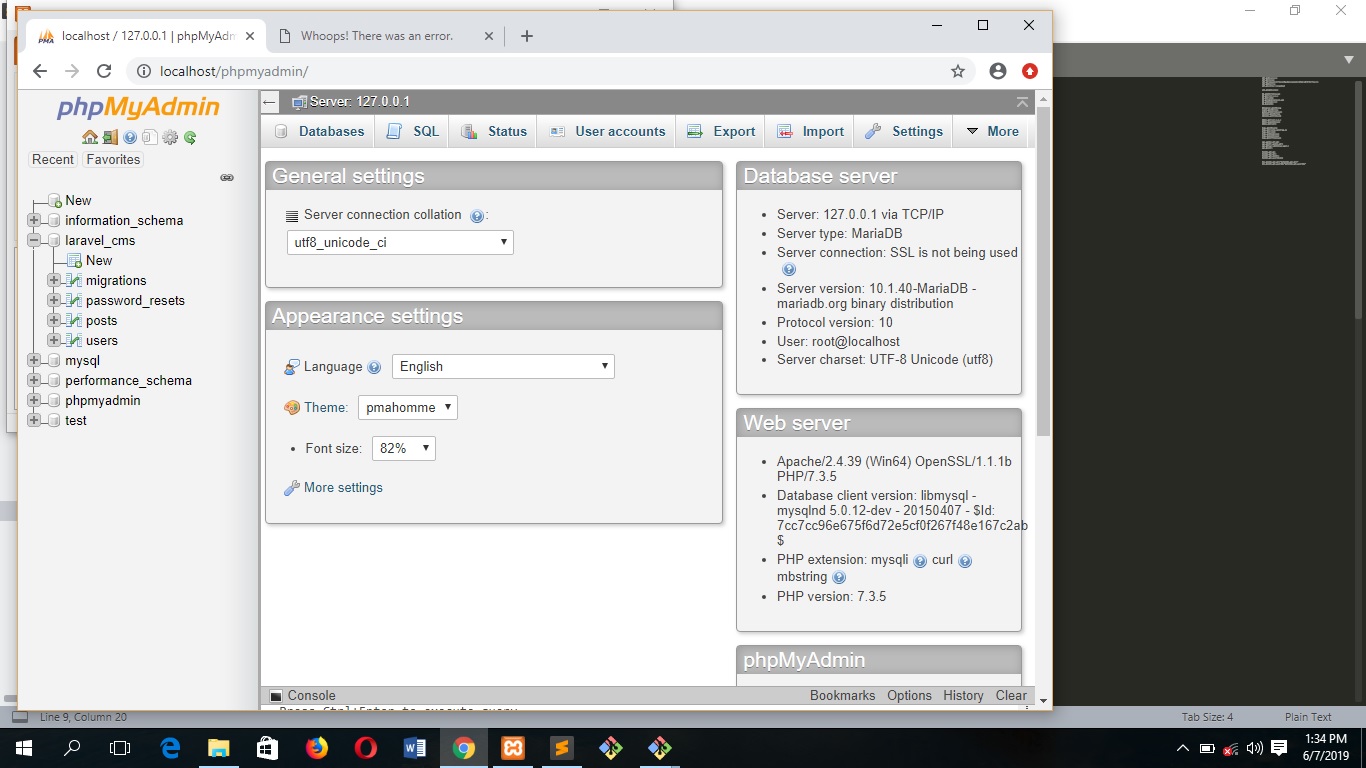 localhost / 127.0.0.1 | phpMyAdm
Whoops! There was an error.
localhost/phpmyadmin/
phpMyAdmin
Recent
Favorites
New
information_schema
laravel_cms
New
migrations
password_resets
posts
users
mysql
performance_schema
phpmyadmin
test
Server: 127.0.0.1
Databases
SQL
Status
User accounts
Export
Import
Settings
More
General settings
Server connection collation :
utf8_unicode_ci
Appearance settings
Language
English
Theme:
pmahomme
Font size:
82%
More settings
Database server
Server: 127.0.0.1 via TCP/IP
Server type: MariaDB
Server connection: SSL is not being used
Server version: 10.1.40-MariaDB -
mariadb.org binary distribution
Protocol version: 10
User: root@localhost
Server charset: UTF-8 Unicode (utf8)
Web server
Apache/2.4.39 (Win64) OpenSSL/1.1.1b
PHP/7.3.5
Database client version: libmysql -
mysqlnd 5.0.12-dev - 20150407 - $Id:
7cc7cc96e675f6d72e5cf0f267f48e167c2ab
$
PHP extension: mysqli curl
mbstring
PHP version: 7.3.5
phpMyAdmin
Console
Bookmarks
Options
History
Clear
Press Ctrl+Enter to execute query
Line 9, Column 20
Tab Size: 4
Plain Text
1:34 PM
6/7/2019